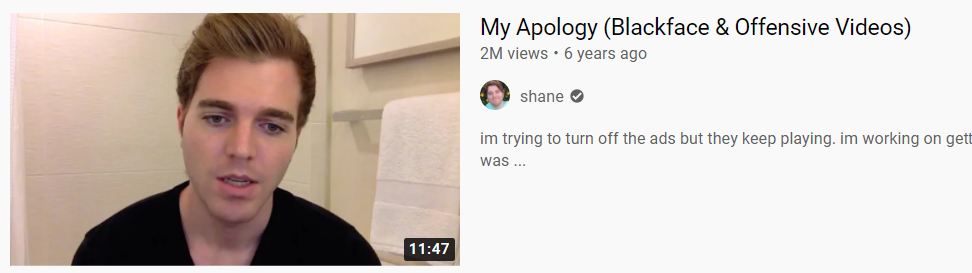 My Apology (Blackface & Offensive Videos)
2M views • 6 years ago
shane
im trying to turn off the ads but they keep playing. im working on
was ...
11:47